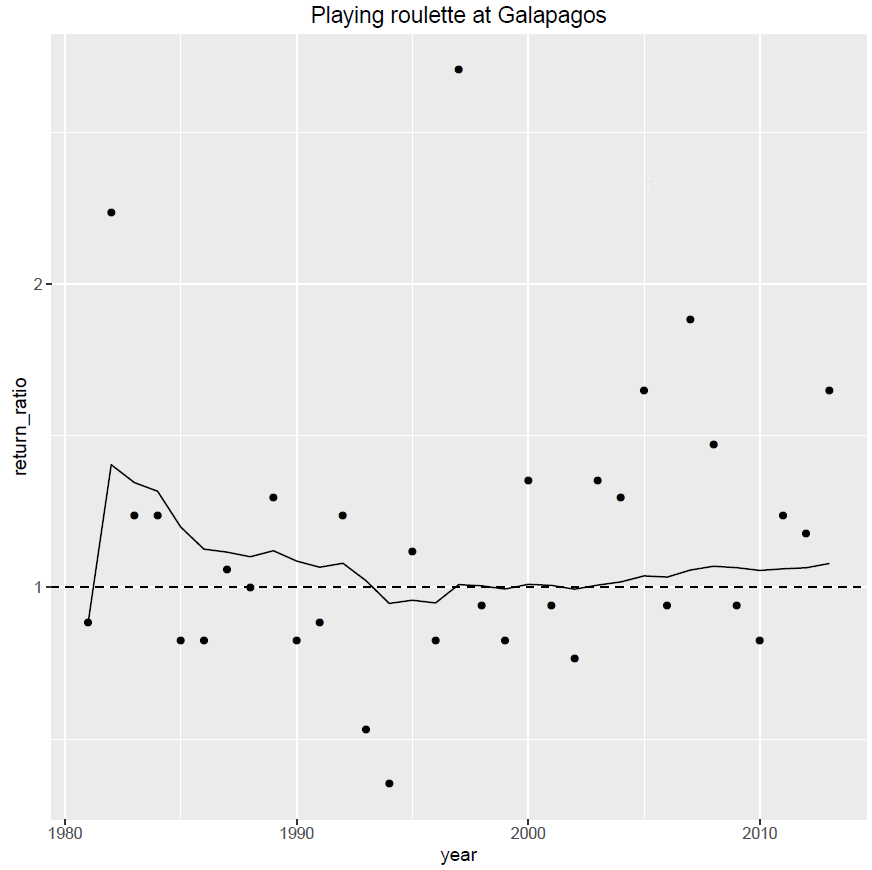 Playing roulette at Galapagos
return_ratio
2
1
1980 1990 2000 2010
year